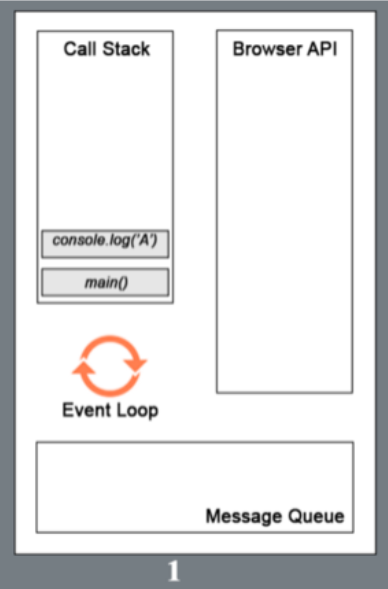 Call Stack
Browser API
console.log('A')
main()
Event Loop
Message Queue
1